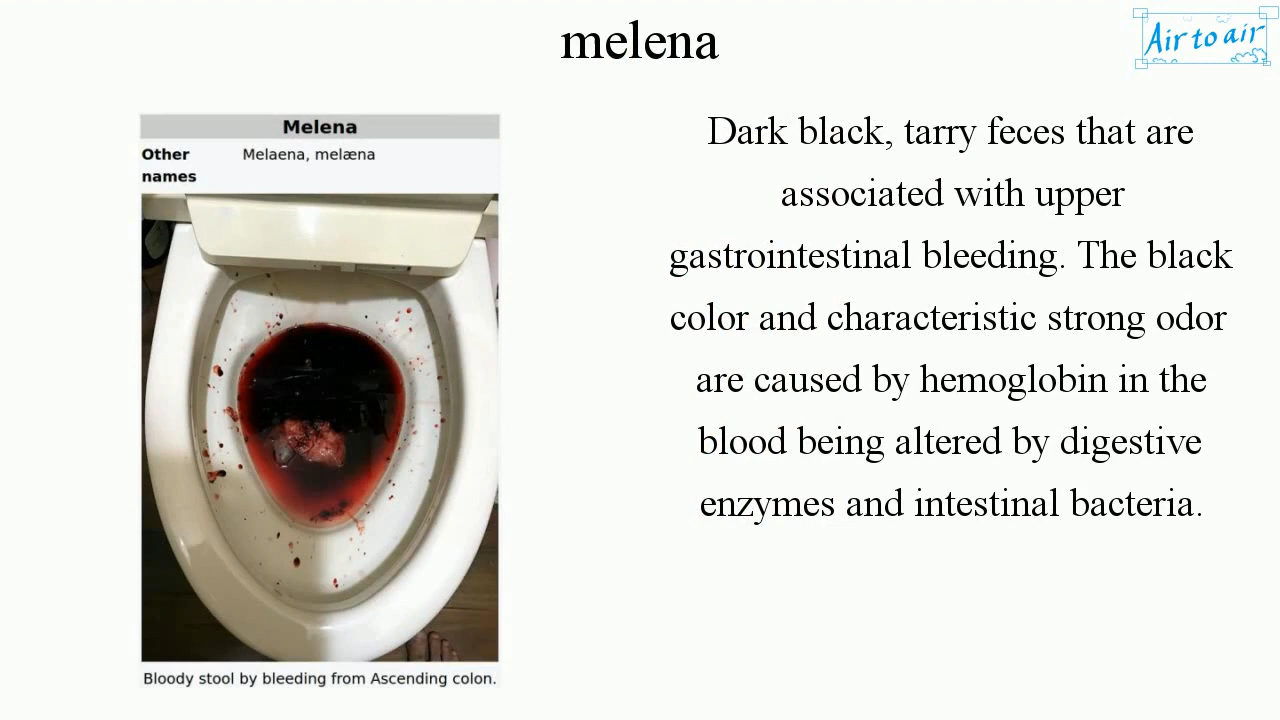 melena
Air to air
Melena
Other names
Melaena, melæna
Dark black, tarry feces that are
associated with upper
gastrointestinal bleeding. The black
color and characteristic strong odor
are caused by hemoglobin in the
blood being altered by digestive
enzymes and intestinal bacteria.
Bloody stool by bleeding from Ascending colon.